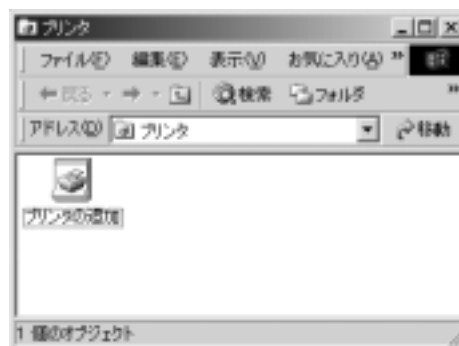 プリンタ
ファイル(F) 編集(E) 表示(V) お気に入り(A) »
戻る 検索 フォルダ »
アドレス(D) プリンタ 移動
プリンタの追加
1 個のオブジェクト